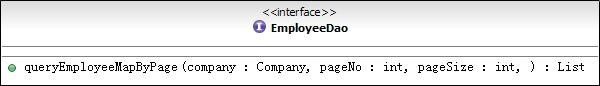 <<interface>>
EmployeeDao
queryEmployeeMapByPage(company : Company, pageNo : int, pageSize : int, ) : List